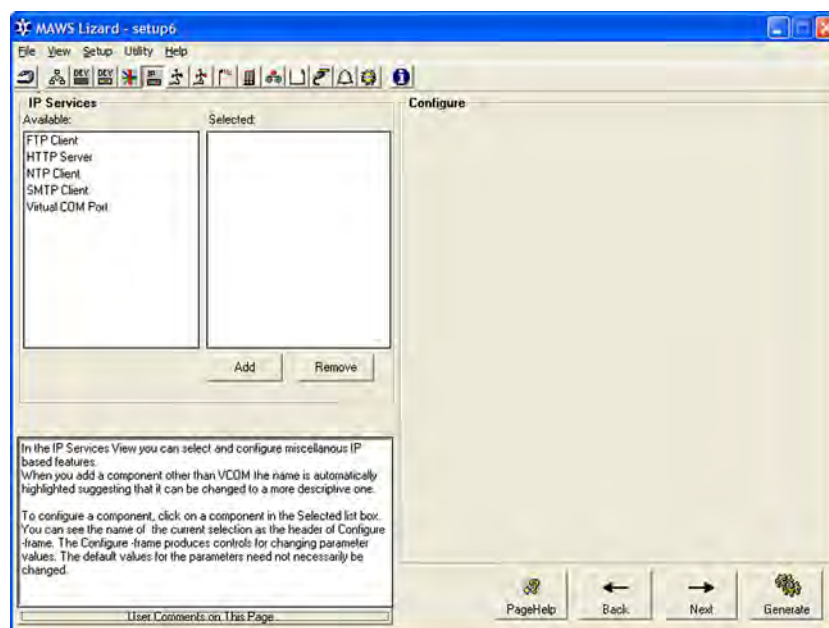 MAWS Lizard - setup6
File View Setup Utility Help
IP Services
Available:
Selected:
FTP Client
HTTP Server
NTP Client
SMTP Client
Virtual COM Port
Add
Remove
In the IP Services View you can select and configure miscellanous IP
based features.
When you add a component other than VCOM the name is automatically
highlighted suggesting that it can be changed to a more descriptive one.
To configure a component, click on a component in the Selected list box.
You can see the name of the current selection as the header of Configure
-frame. The Configure -frame produces controls for changing parameter
values. The default values for the parameters need not necessarily be
changed.
User Comments on This Page
Configure
PageHelp
Back
Next
Generate